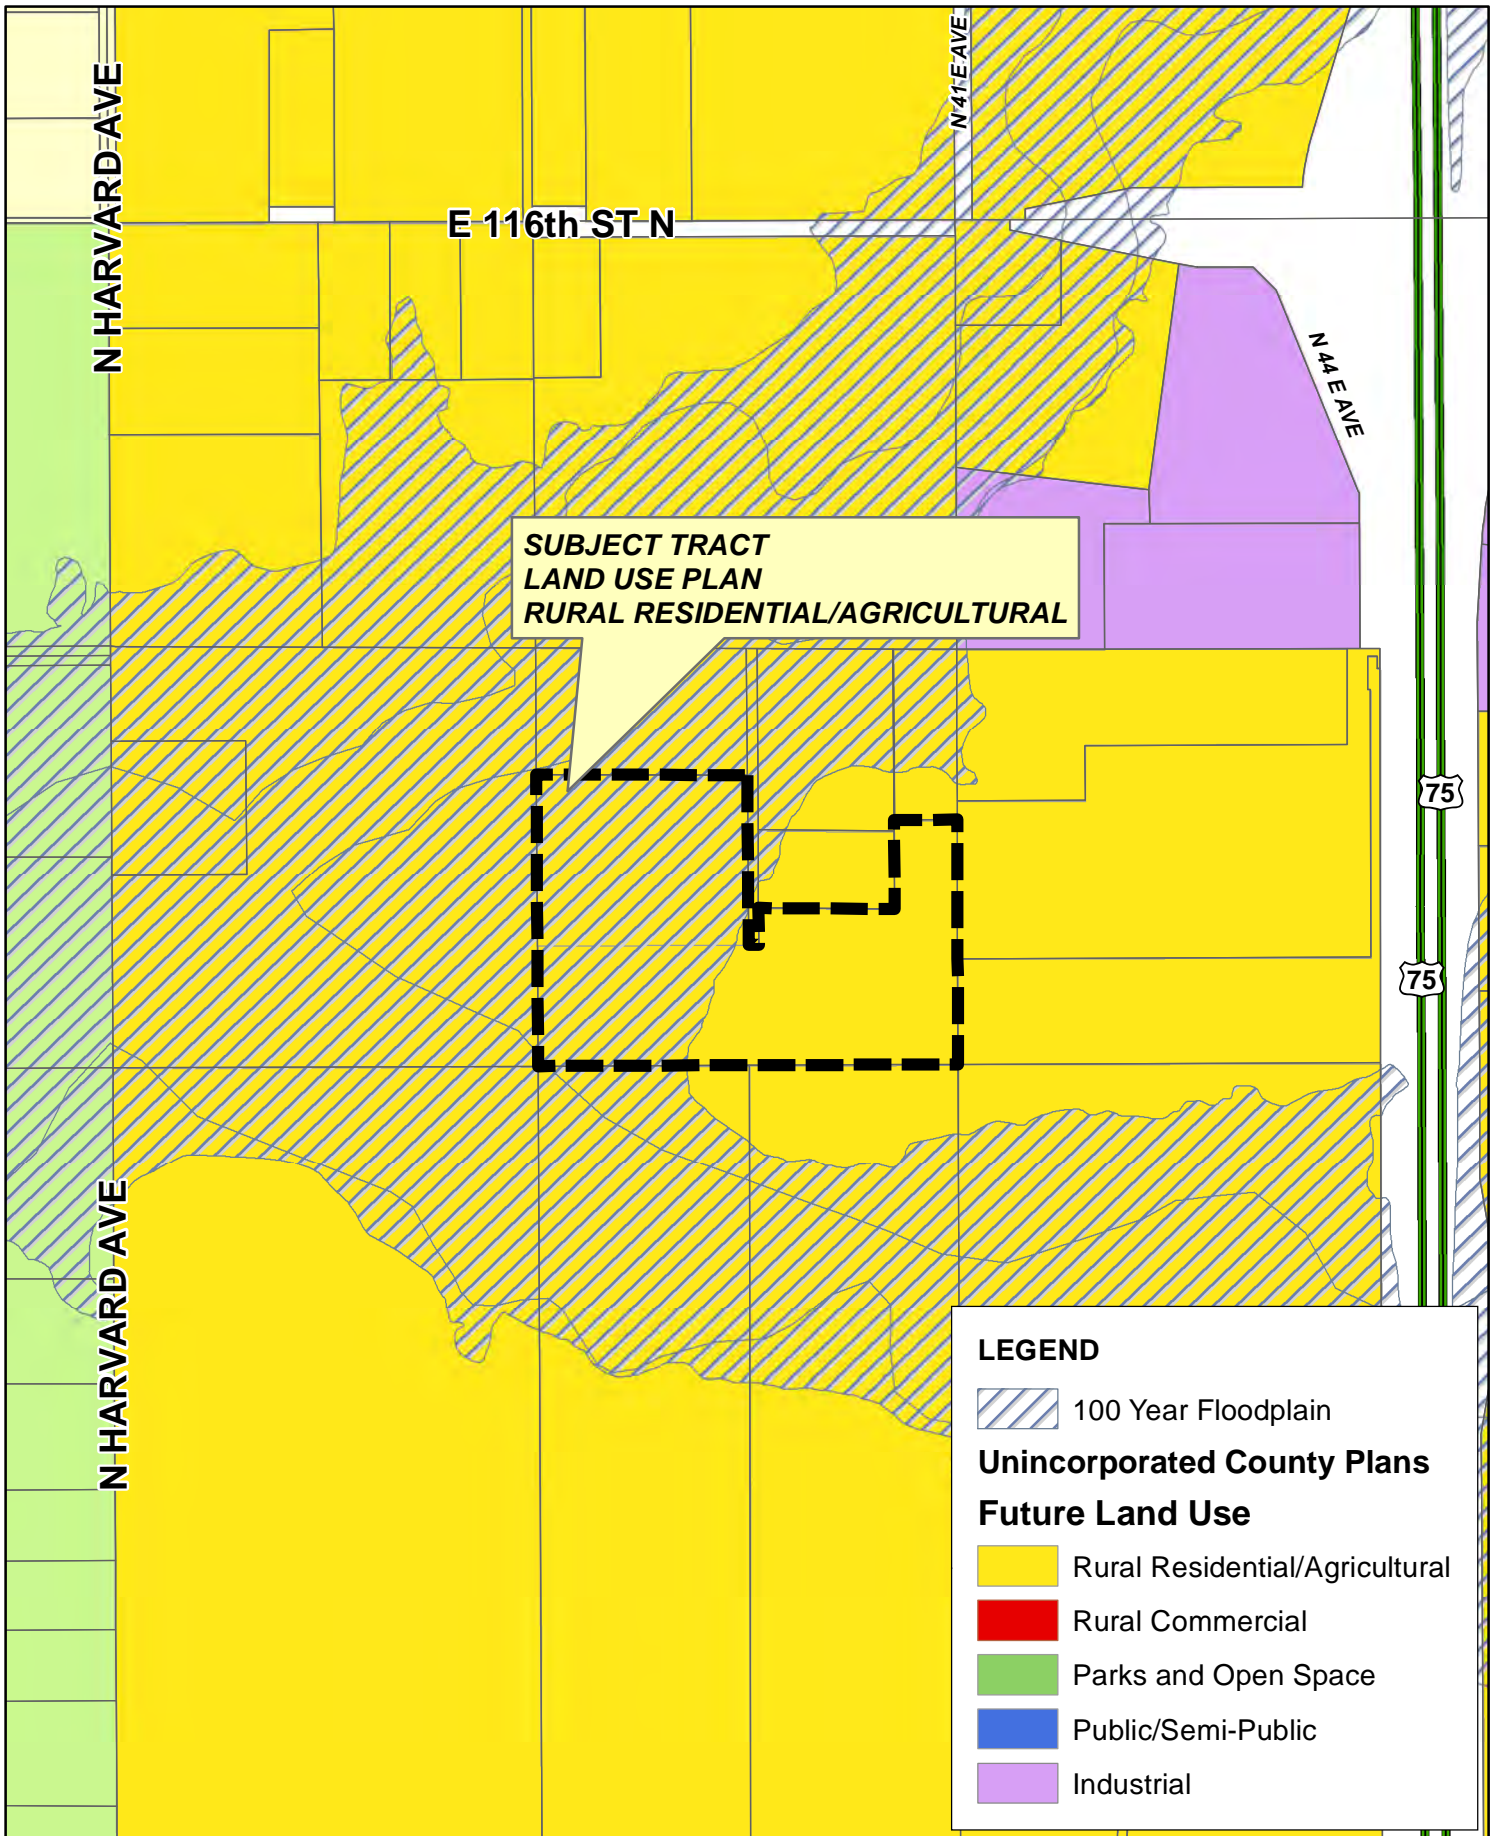 N 41 E AVE
N HARVARD AVE
E 116th ST N
N 44 E AVE
SUBJECT TRACT
LAND USE PLAN
RURAL RESIDENTIAL/AGRICULTURAL
75
75
N HARVARD AVE
LEGEND
100 Year Floodplain
Unincorporated County Plans
Future Land Use
Rural Residential/Agricultural
Rural Commercial
Parks and Open Space
Public/Semi-Public
Industrial